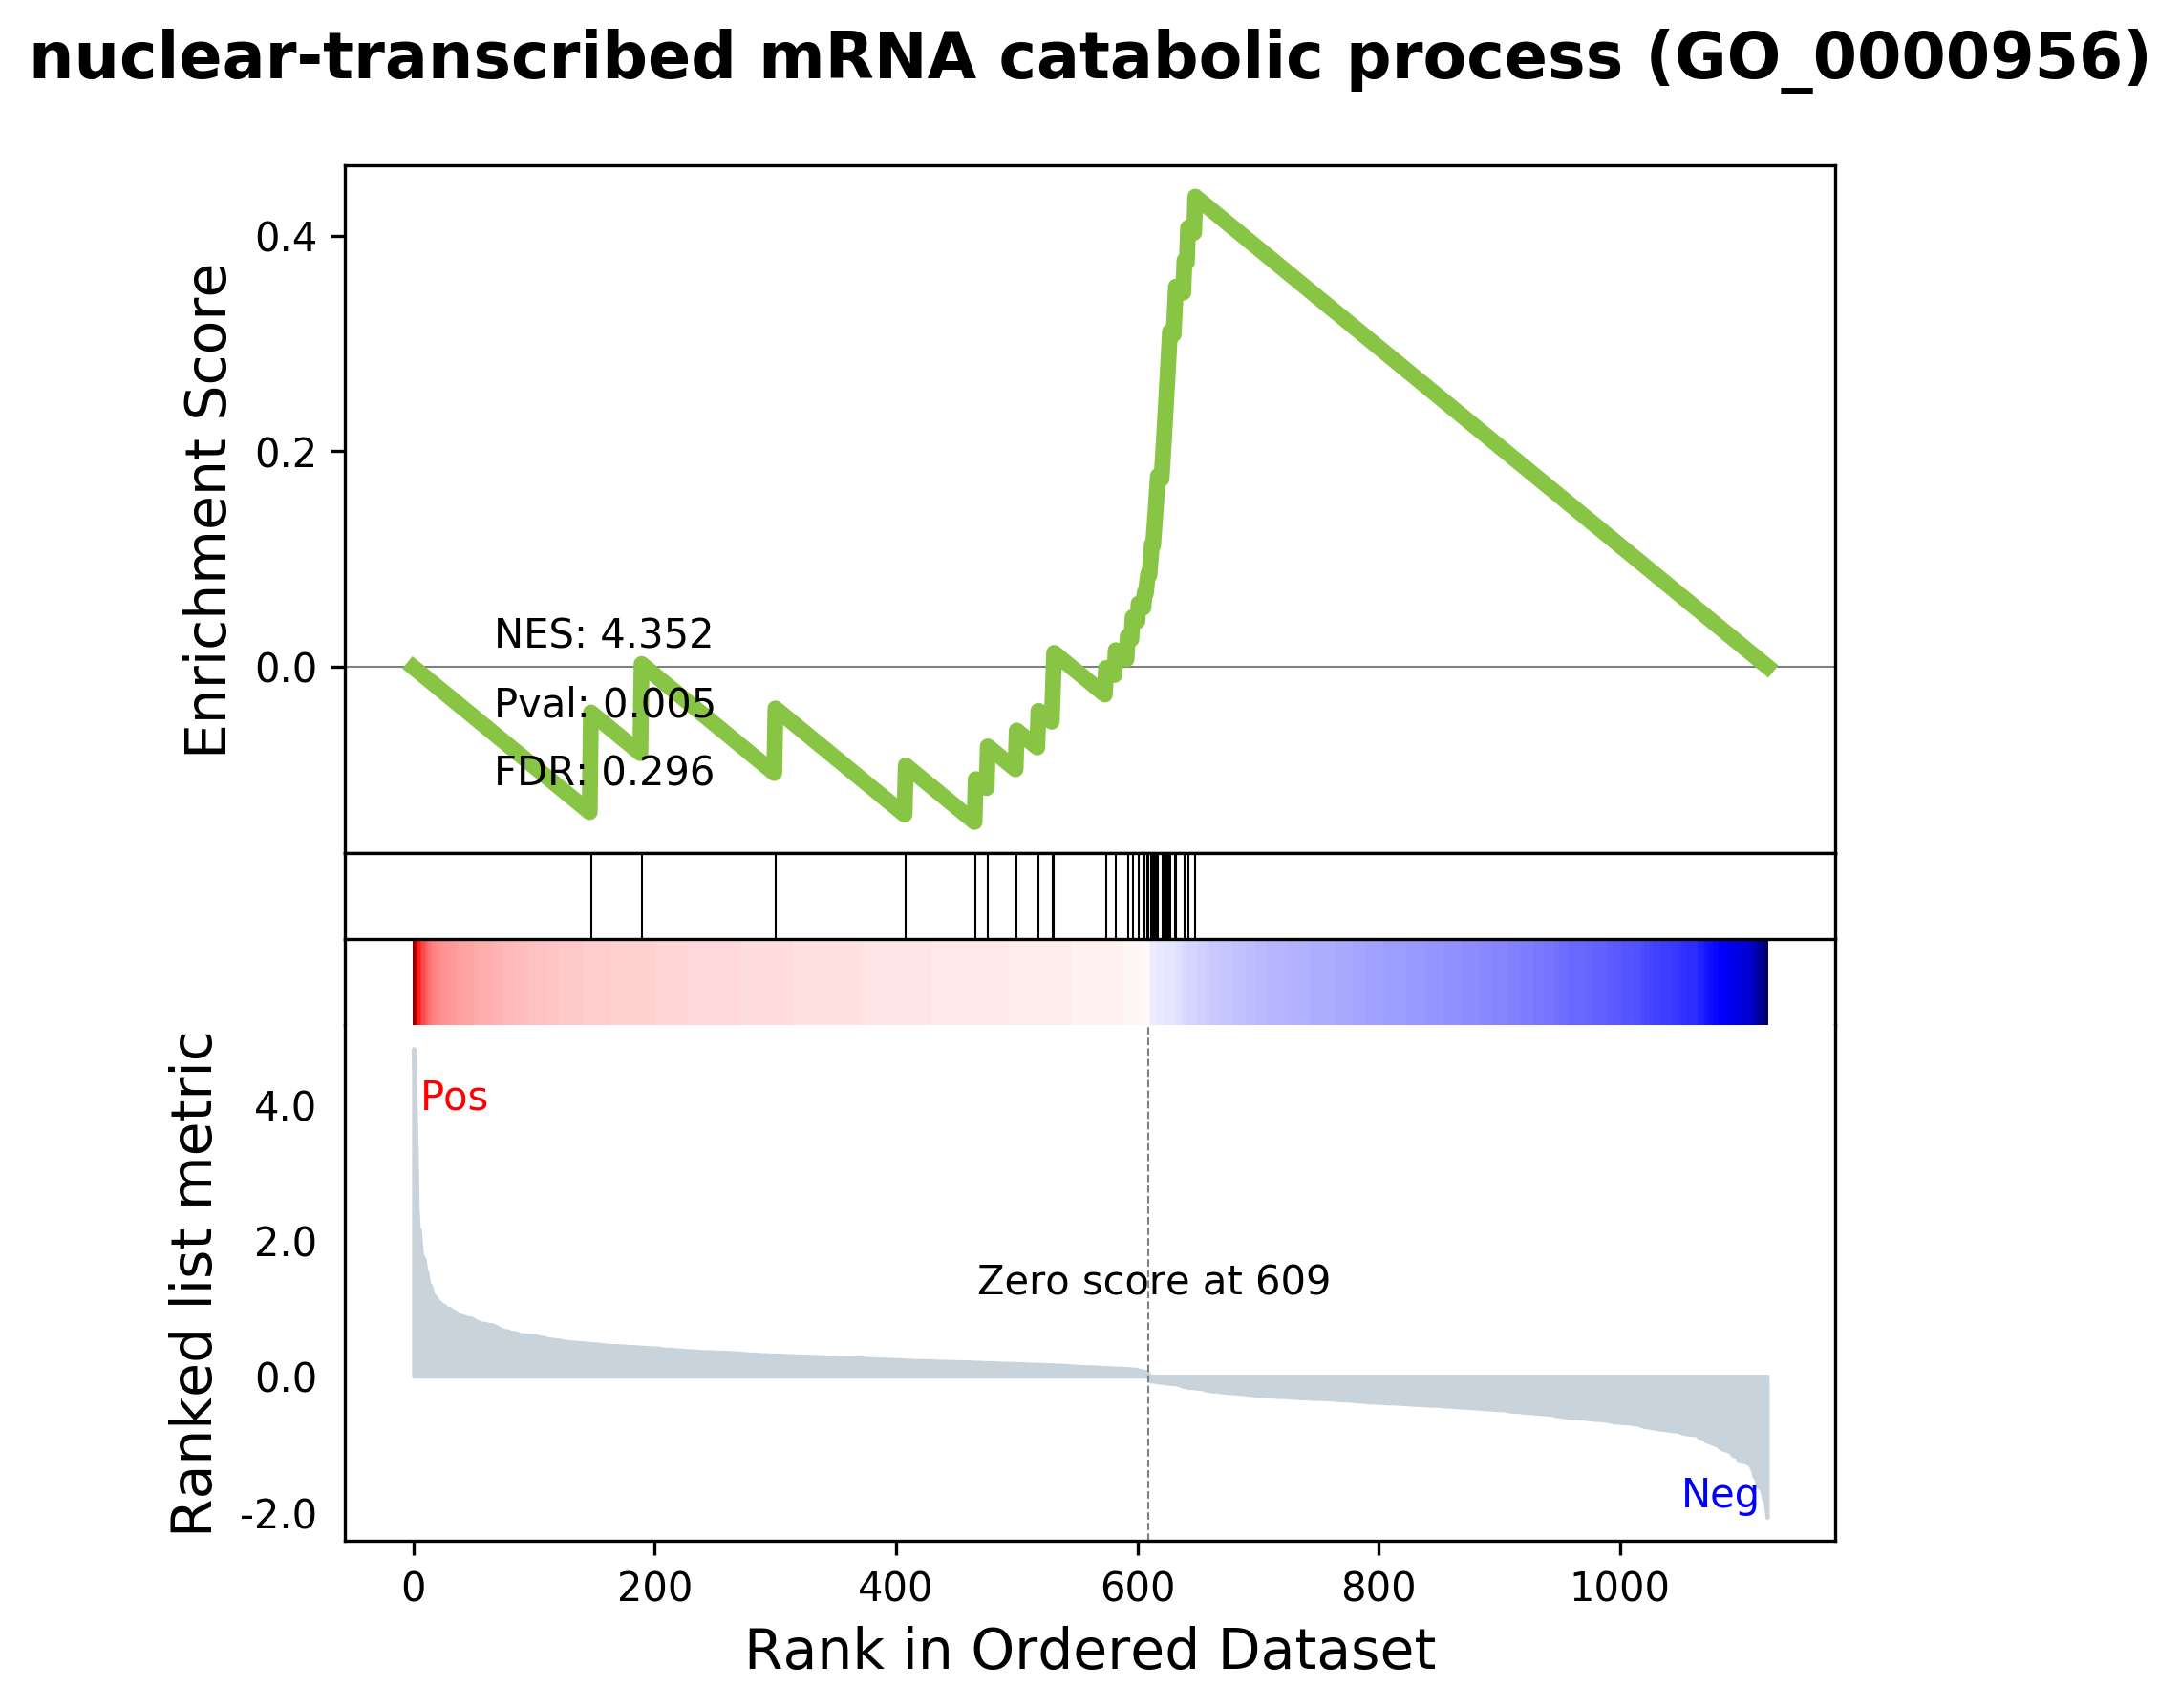 nuclear-transcribed mRNA catabolic process (GO_0000956)
Enrichment Score
0.4
0.2
0.0
NES: 4.352
Pval: 0.005
FDR: 0.296
Ranked list metric
4.0
2.0
0.0
-2.0
Pos
Zero score at 609
Neg
0 200 400 600 800 1000
Rank in Ordered Dataset